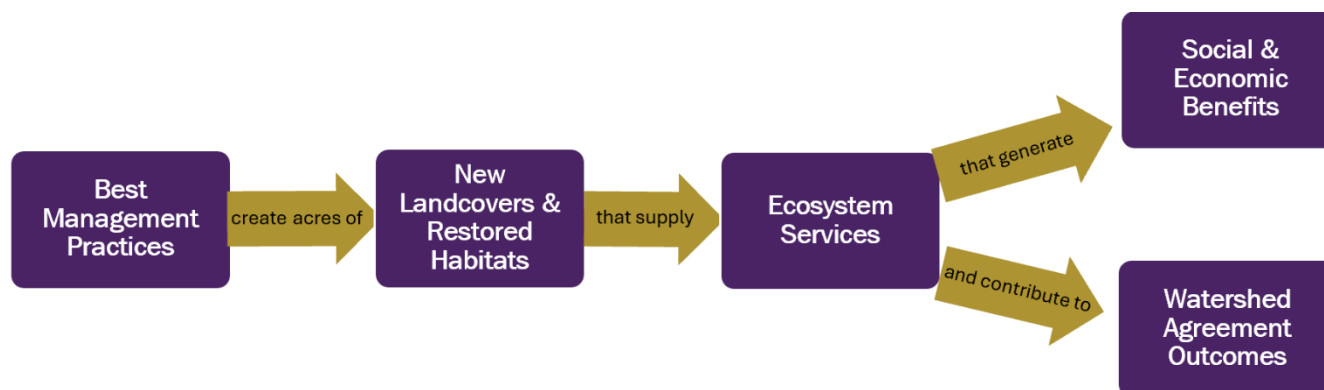 Best
Management
Practices
create acres of
New
Landcovers &
Restored
Habitats
that supply
Ecosystem
Services
that generate
Social &
Economic
Benefits
and contribute to
Watershed
Agreement
Outcomes